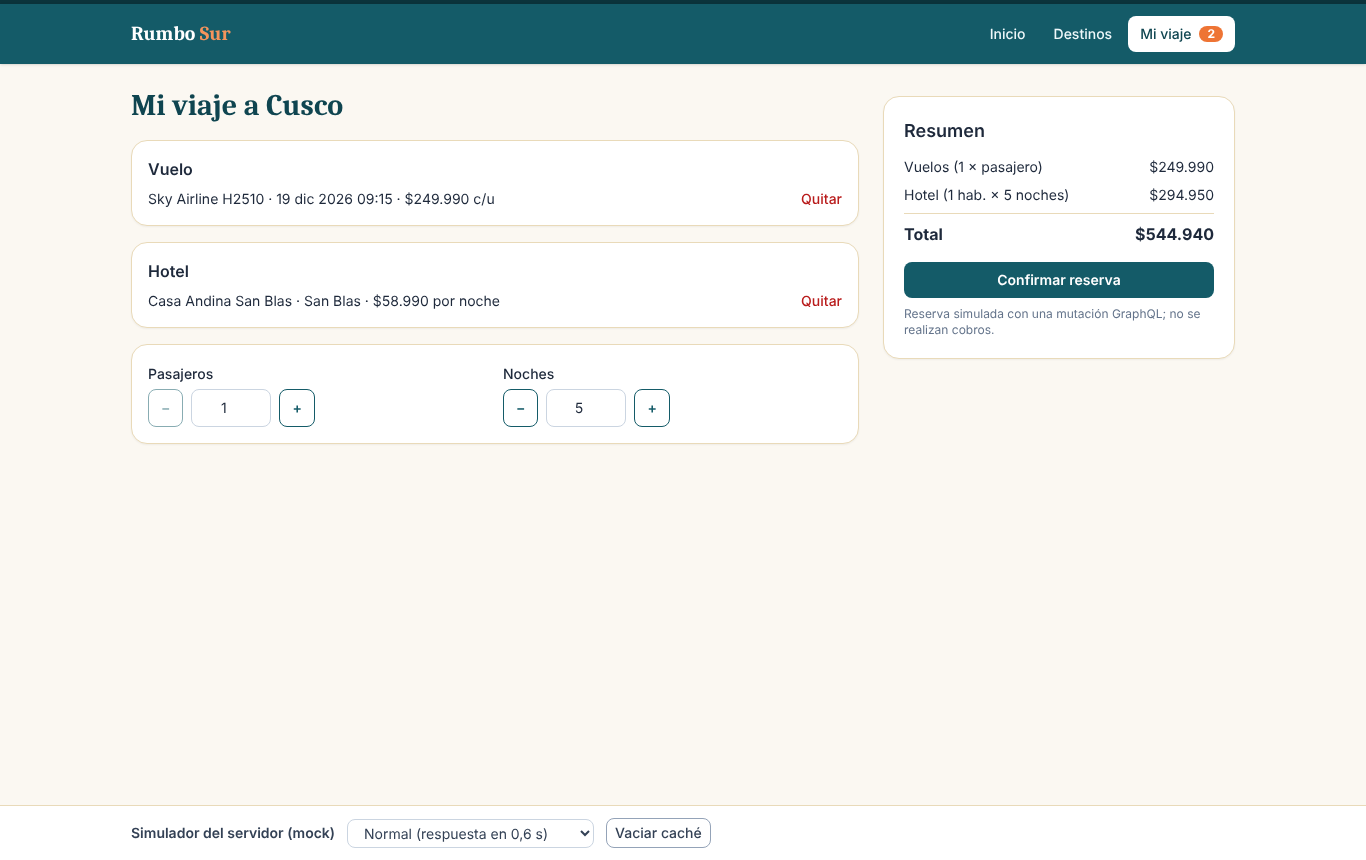 Rumbo Sur
Inicio
Destinos
Mi viaje 2
Mi viaje a Cusco
Vuelo
Sky Airline H2510 · 19 dic 2026 09:15 · $249.990 c/u
Quitar
Hotel
Casa Andina San Blas · San Blas · $58.990 por noche
Quitar
Pasajeros
− 1 +
Noches
− 5 +
Resumen
Vuelos (1 × pasajero) $249.990
Hotel (1 hab. × 5 noches) $294.950
Total $544.940
Confirmar reserva
Reserva simulada con una mutación GraphQL; no se
realizan cobros.
Simulador del servidor (mock)
Normal (respuesta en 0,6 s)
Vaciar caché